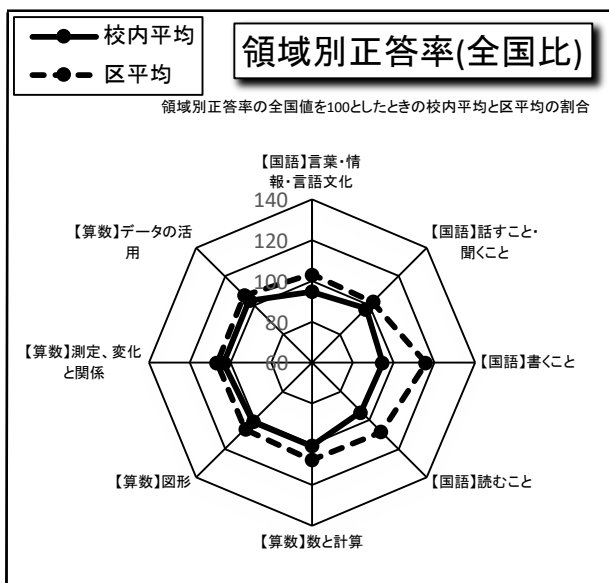 校内平均
区平均
領域別正答率(全国比)
領域別正答率の全国値を100としたときの校内平均と区平均の割合
【国語】言葉・情
報・言語文化
【国語】話すこと・
聞くこと
【国語】書くこと
【国語】読むこと
【算数】数と計算
【算数】図形
【算数】測定、変化
と関係
【算数】データの活
用
140
120
100
80
60